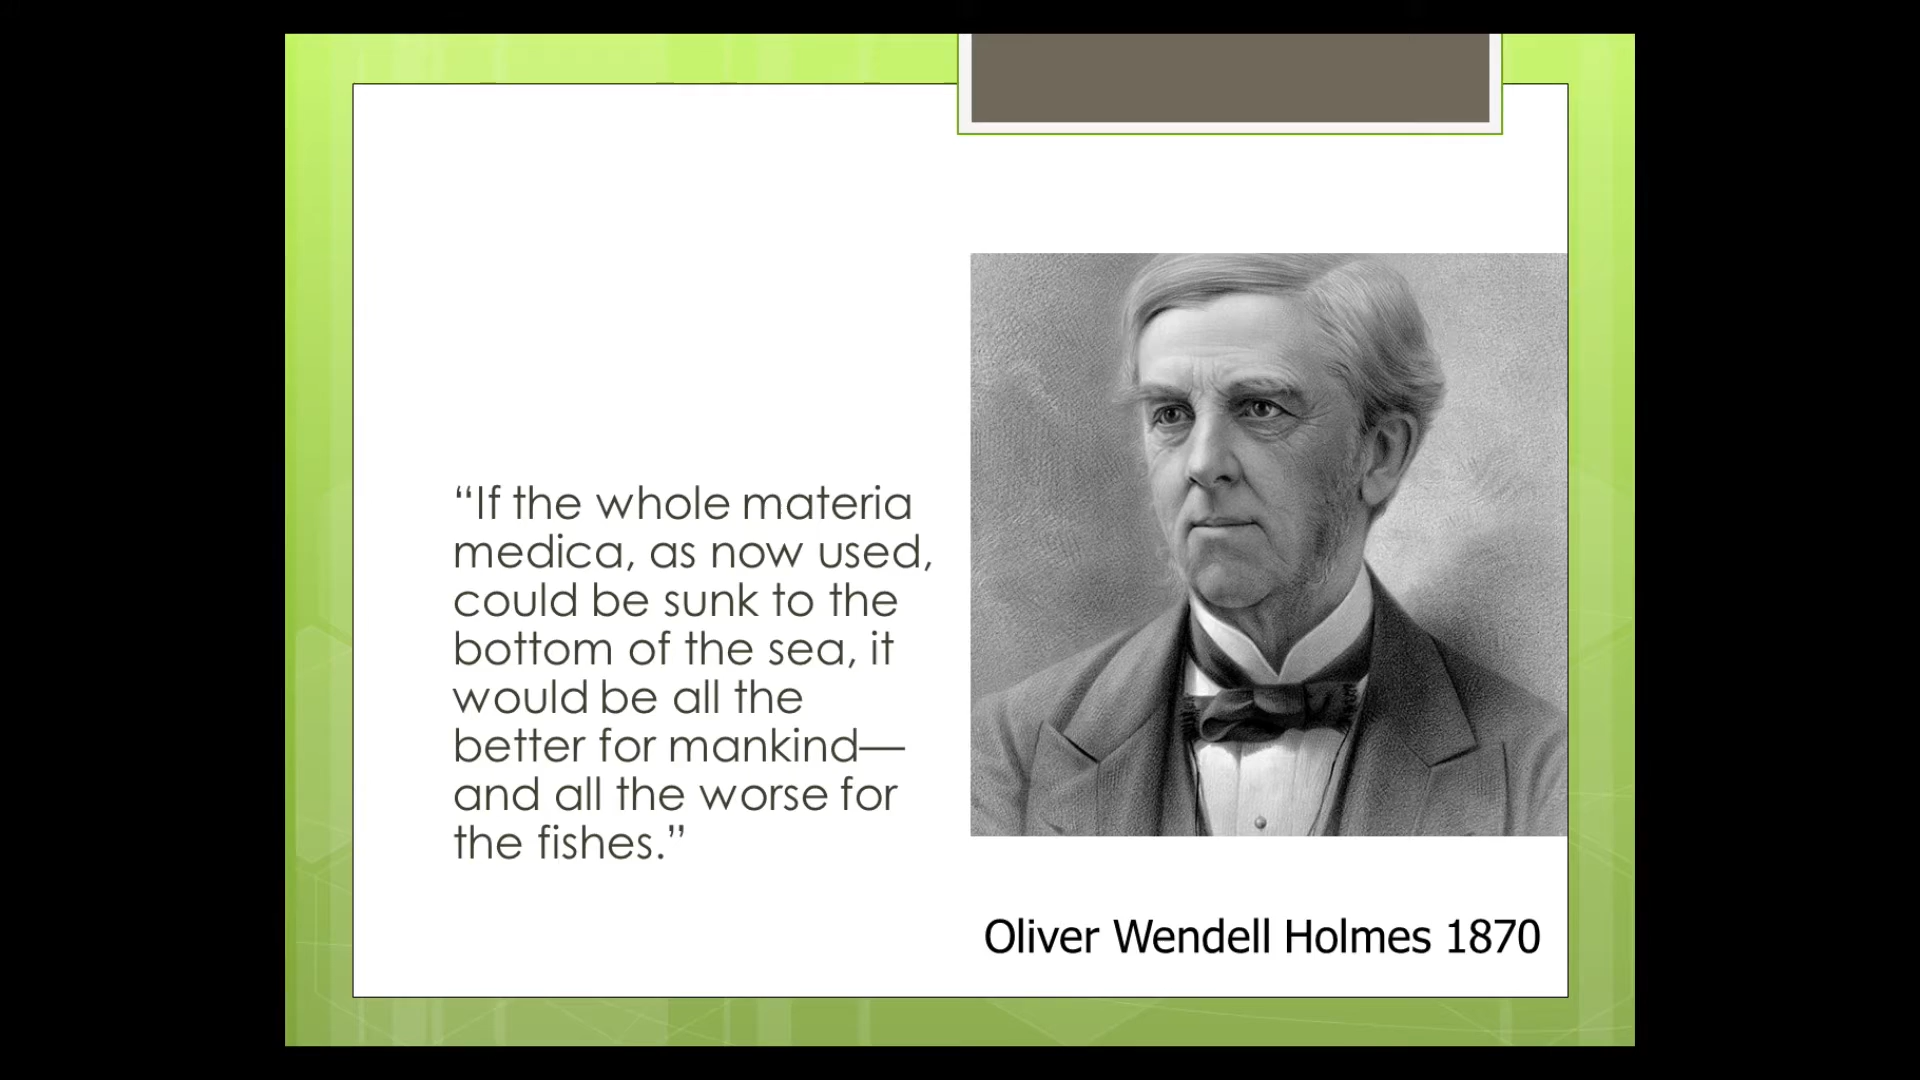 “If the whole materia
medica, as now used,
could be sunk to the
bottom of the sea, it
would be all the
better for mankind—
and all the worse for
the fishes.”
Oliver Wendell Holmes 1870